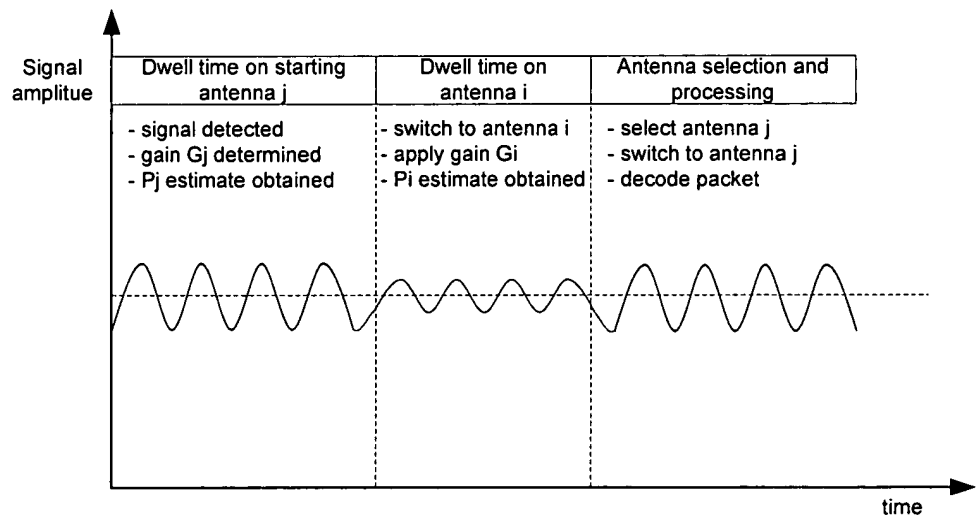 Signal
amplitue
Dwell time on starting
antenna j
Dwell time on
antenna i
Antenna selection and
processing
- signal detected
- gain Gj determined
- Pj estimate obtained
- switch to antenna i
- apply gain Gi
- Pi estimate obtained
- select antenna j
- switch to antenna j
- decode packet
time